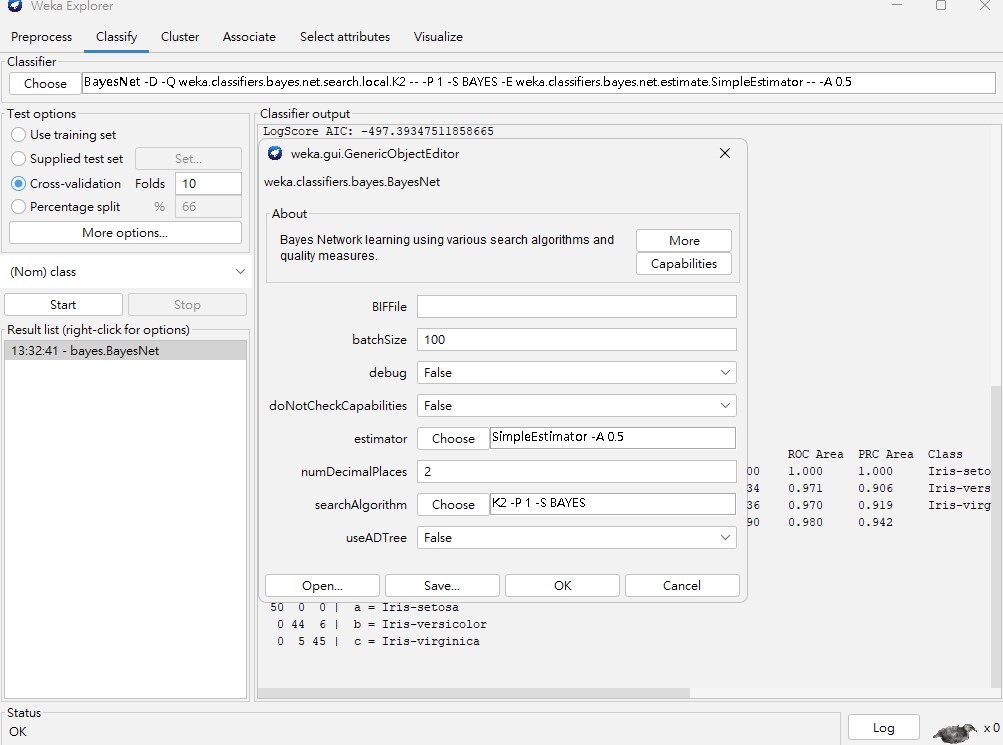 Weka Explorer
Preprocess Classify Cluster Associate Select attributes Visualize
Classifier
Choose BayesNet -D -Q weka.classifiers.bayes.net.search.local.K2 -- -P 1 -S BAYES -E weka.classifiers.bayes.net.estimate.SimpleEstimator -- -A 0.5
Test options
Use training set
Supplied test set Set...
Cross-validation Folds 10
Percentage split % 66
More options...
(Nom) class
Start Stop
Result list (right-click for options)
13:32:41 - bayes.BayesNet
Classifier output
LogScore AIC: -497.39347511858665
weka.gui.GenericObjectEditor
weka.classifiers.bayes.BayesNet
About
Bayes Network learning using various search algorithms and
quality measures.
More
Capabilities
BIFFile
batchSize 100
debug False
doNotCheckCapabilities False
estimator Choose SimpleEstimator -A 0.5
numDecimalPlaces 2
searchAlgorithm Choose K2 -P 1 -S BAYES
useADTree False
Open... Save... OK Cancel
ROC Area PRC Area Class
00 1.000 1.000 Iris-seto
34 0.971 0.906 Iris-vers
36 0.970 0.919 Iris-virg
90 0.980 0.942
50 0 0 | a = Iris-setosa
0 44 6 | b = Iris-versicolor
0 5 45 | c = Iris-virginica
Status
OK
Log x 0